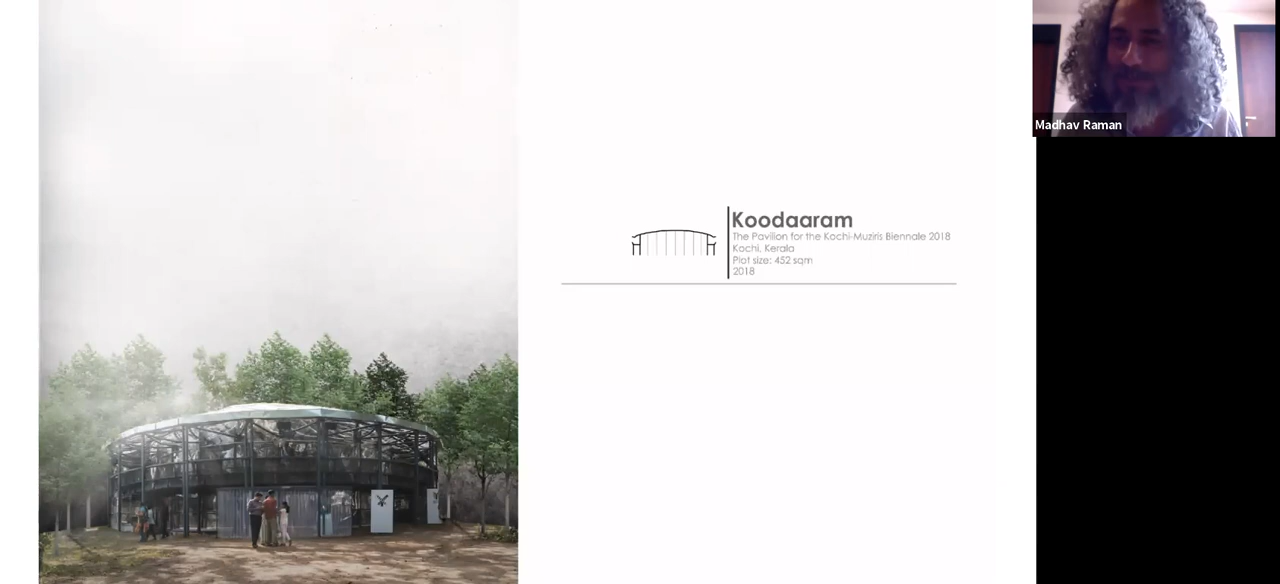 Koodaaram
The Pavilion for the Kochi-Muziris Biennale 2018
Kochi, Kerala
Plot size: 452 sqm
2018
Madhav Raman